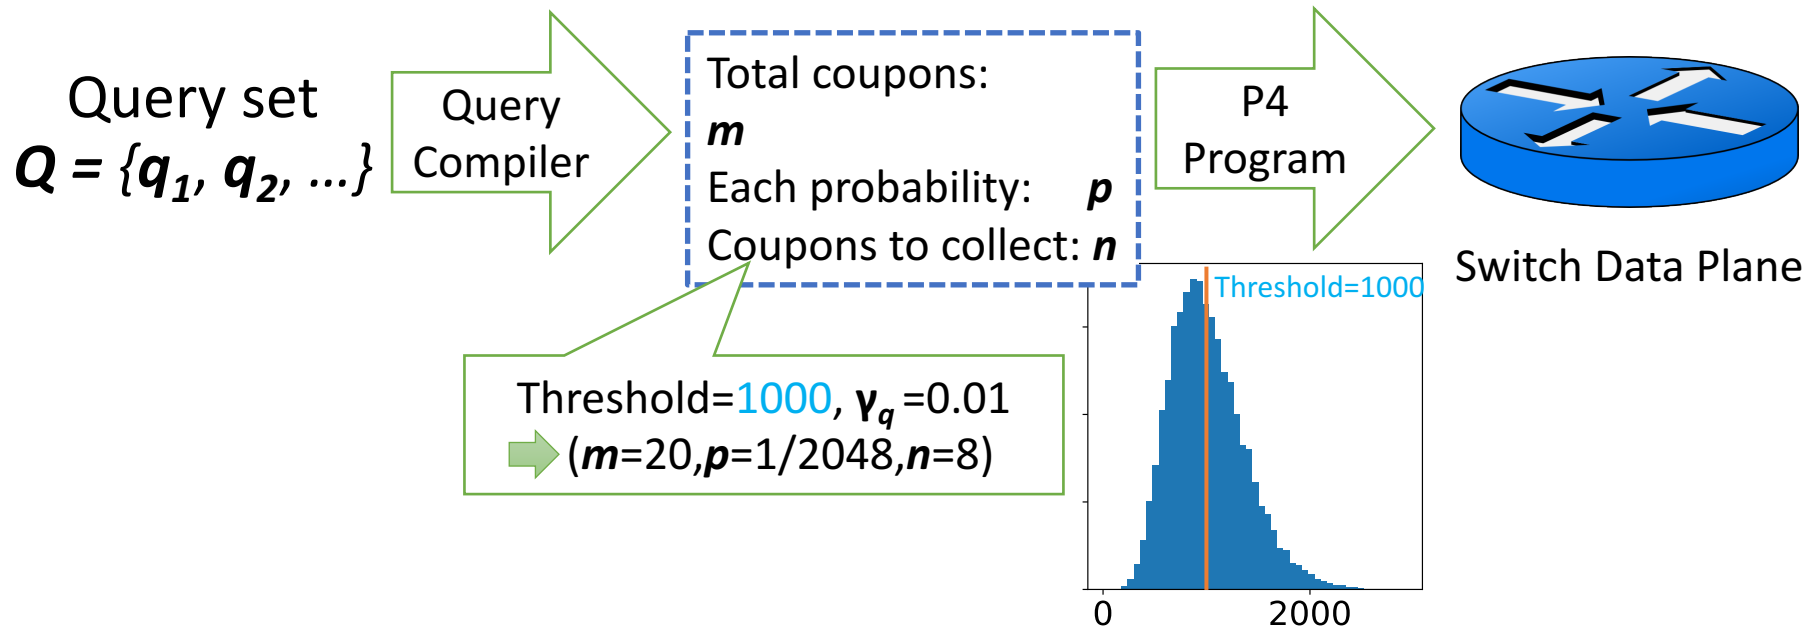 Query set
Q = {q1, q2, ...}
Query
Compiler
Total coupons:
m
Each probability: p
Coupons to collect: n
P4
Program
Switch Data Plane
Threshold=1000, γq =0.01
(m=20,p=1/2048,n=8)
Threshold=1000
0 2000